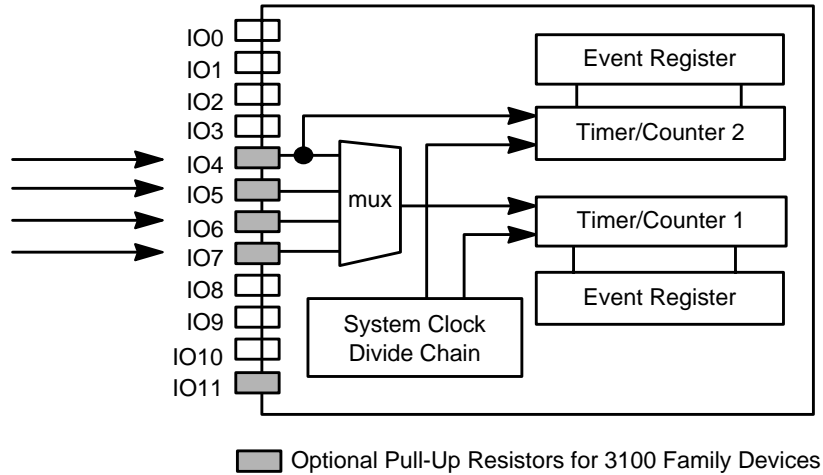 IO0
IO1
IO2
IO3
IO4
IO5
IO6
IO7
IO8
IO9
IO10
IO11
mux
Event Register
Timer/Counter 2
Timer/Counter 1
Event Register
System Clock
Divide Chain
Optional Pull-Up Resistors for 3100 Family Devices